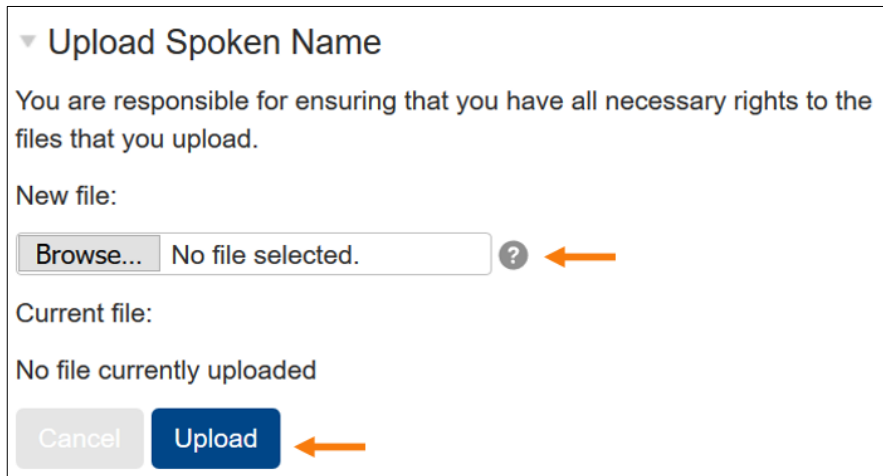 Upload Spoken Name
You are responsible for ensuring that you have all necessary rights to the
files that you upload.
New file:
Browse... No file selected. ?
Current file:
No file currently uploaded
Cancel Upload